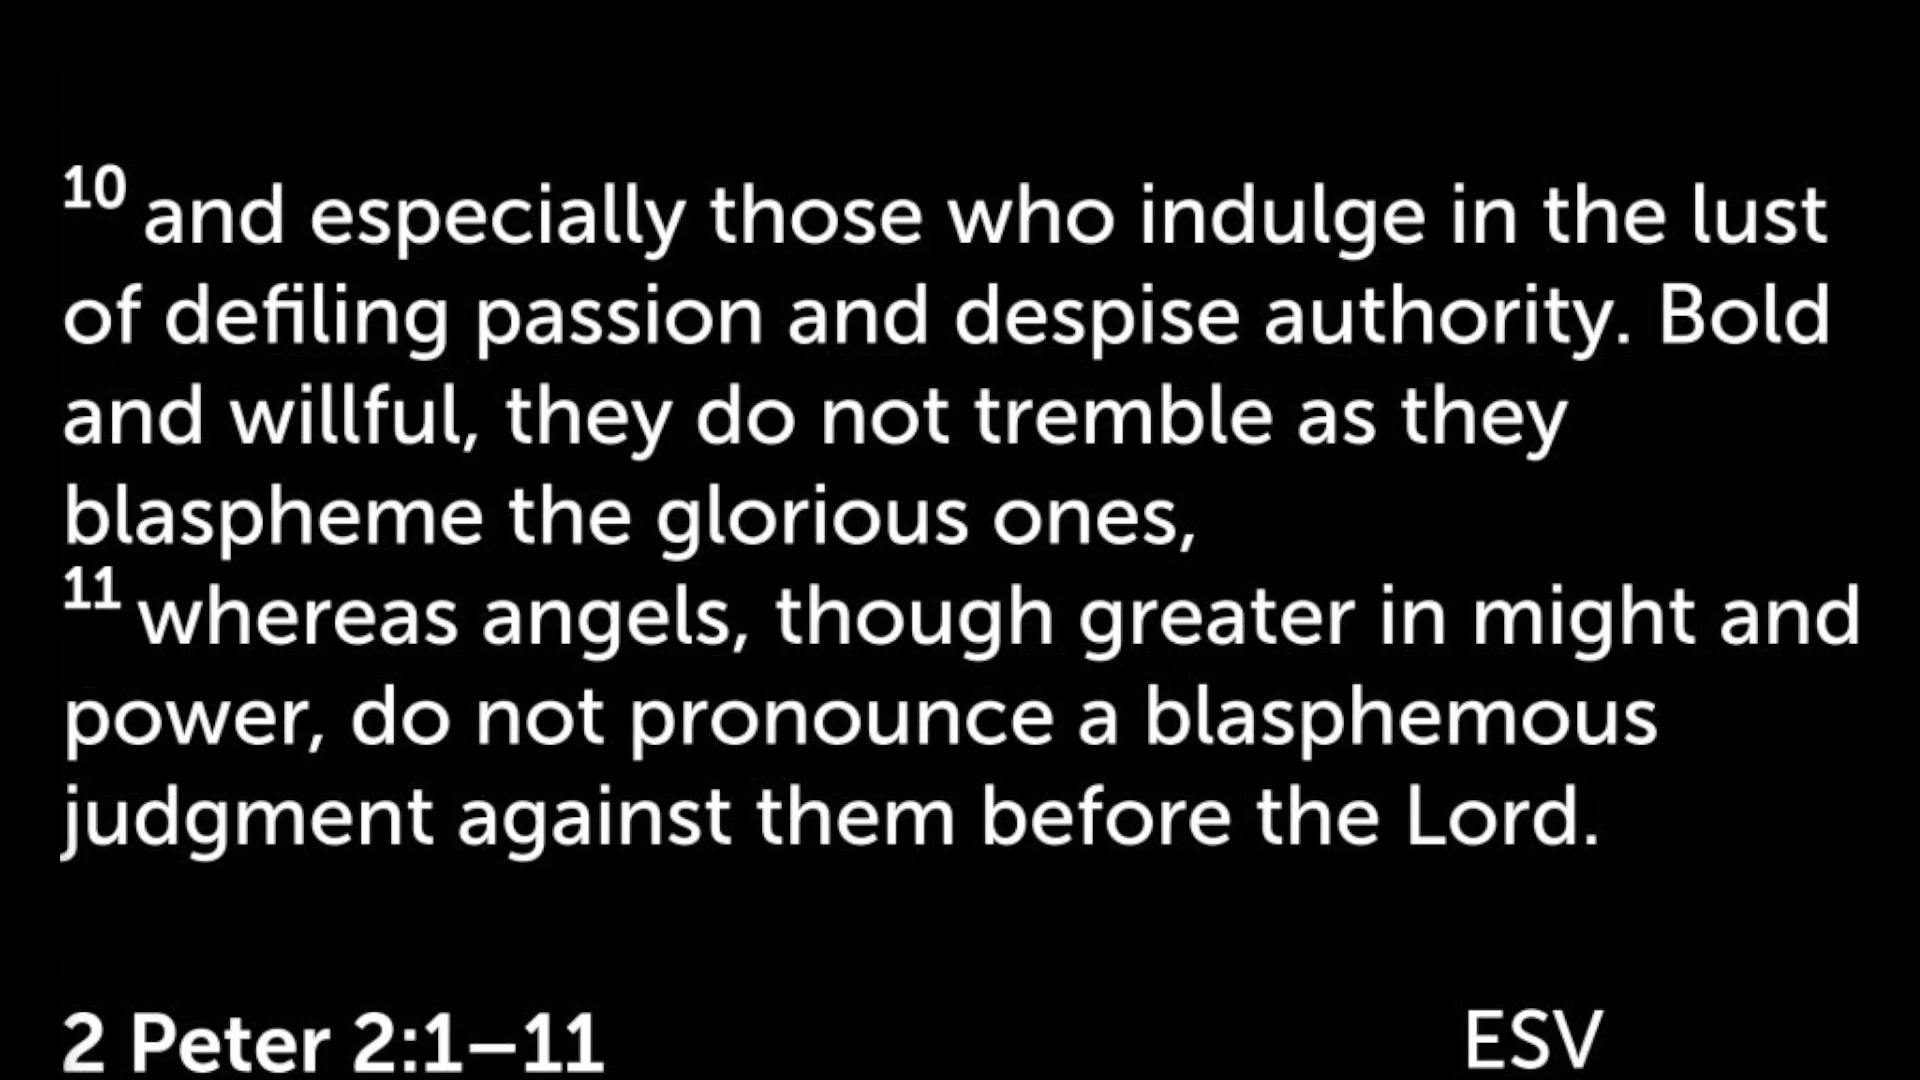 10 and especially those who indulge in the lust
of defiling passion and despise authority. Bold
and willful, they do not tremble as they
blaspheme the glorious ones,
11 whereas angels, though greater in might and
power, do not pronounce a blasphemous
judgment against them before the Lord.
2 Peter 2:1–11 ESV